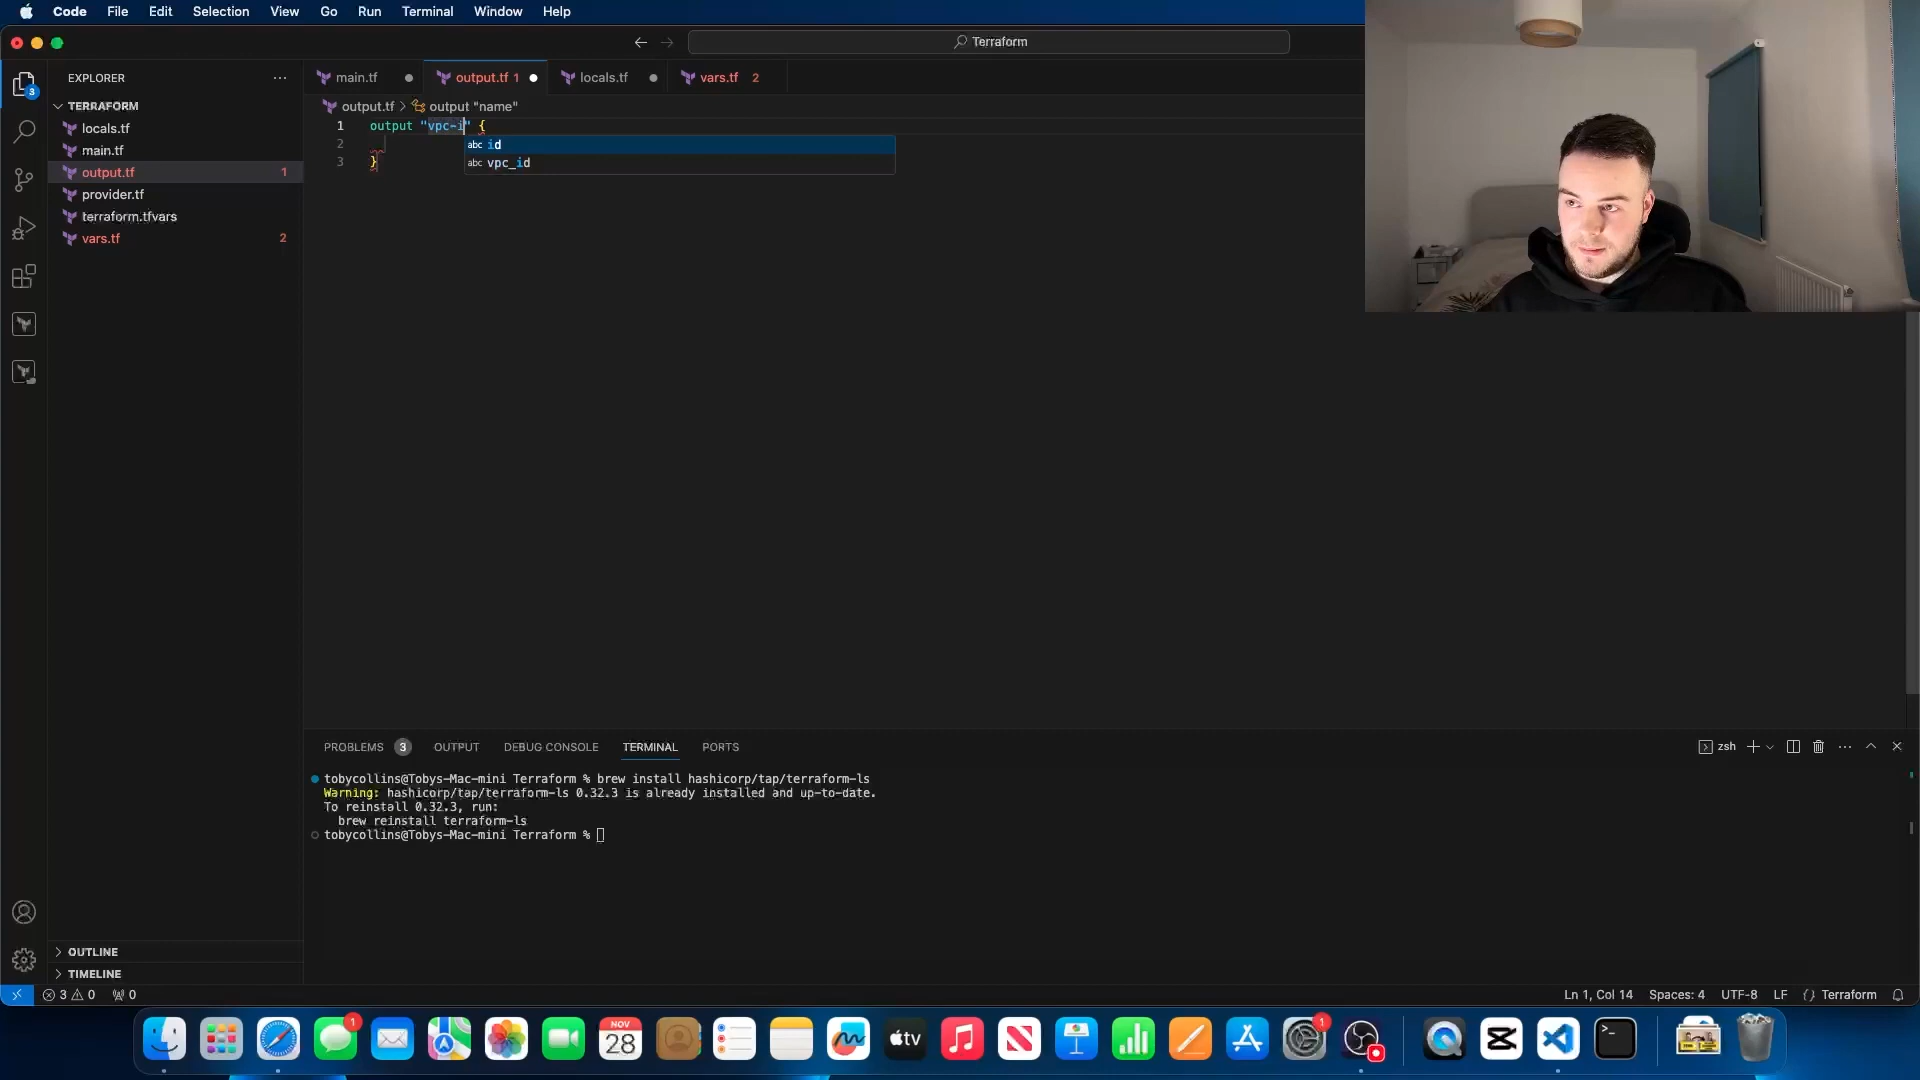 Code File Edit Selection View Go Run Terminal Window Help
Terraform
EXPLORER
TERRAFORM
locals.tf
main.tf
output.tf 1
provider.tf
terraform.tfvars
vars.tf 2
OUTLINE
TIMELINE
3
main.tf output.tf 1 locals.tf vars.tf 2
output.tf > output "name"
1 output "vpc-i" {
2
3 }
abc id
abc vpc_id
PROBLEMS 3 OUTPUT DEBUG CONSOLE TERMINAL PORTS
zsh
tobycollins@Tobys-Mac-mini Terraform % brew install hashicorp/tap/terraform-ls
Warning: hashicorp/tap/terraform-ls 0.32.3 is already installed and up-to-date.
To reinstall 0.32.3, run:
brew reinstall terraform-ls
tobycollins@Tobys-Mac-mini Terraform %
3 0 0
Ln 1, Col 14 Spaces: 4 UTF-8 LF {} Terraform
1
NOV
28
tv
1